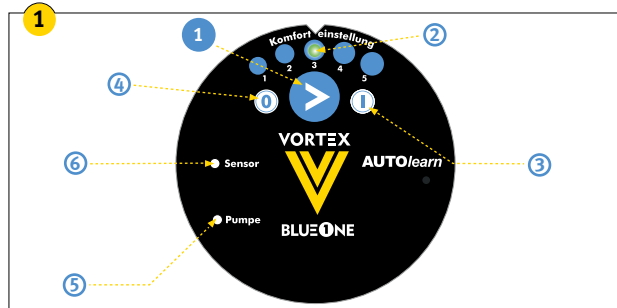 1
Komfort einstellung
1 2 3 4 5
1
2
4
0
>
I
3
VORTEX
6
Sensor
AUTOlearn
V
Pumpe
BLUE1NE
5